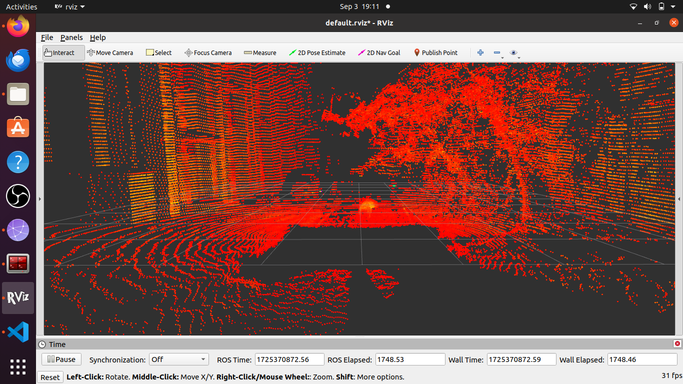 Activities
rviz
Sep 3 19:11
default.rviz* - RViz
File Panels Help
Interact Move Camera Select Focus Camera Measure 2D Pose Estimate 2D Nav Goal Publish Point
RViz
Time
Pause Synchronization: Off ROS Time: 1725370872.56 ROS Elapsed: 1748.53 Wall Time: 1725370872.59 Wall Elapsed: 1748.46
Reset Left-Click: Rotate. Middle-Click: Move X/Y. Right-Click/Mouse Wheel:: Zoom. Shift: More options. 31 fps